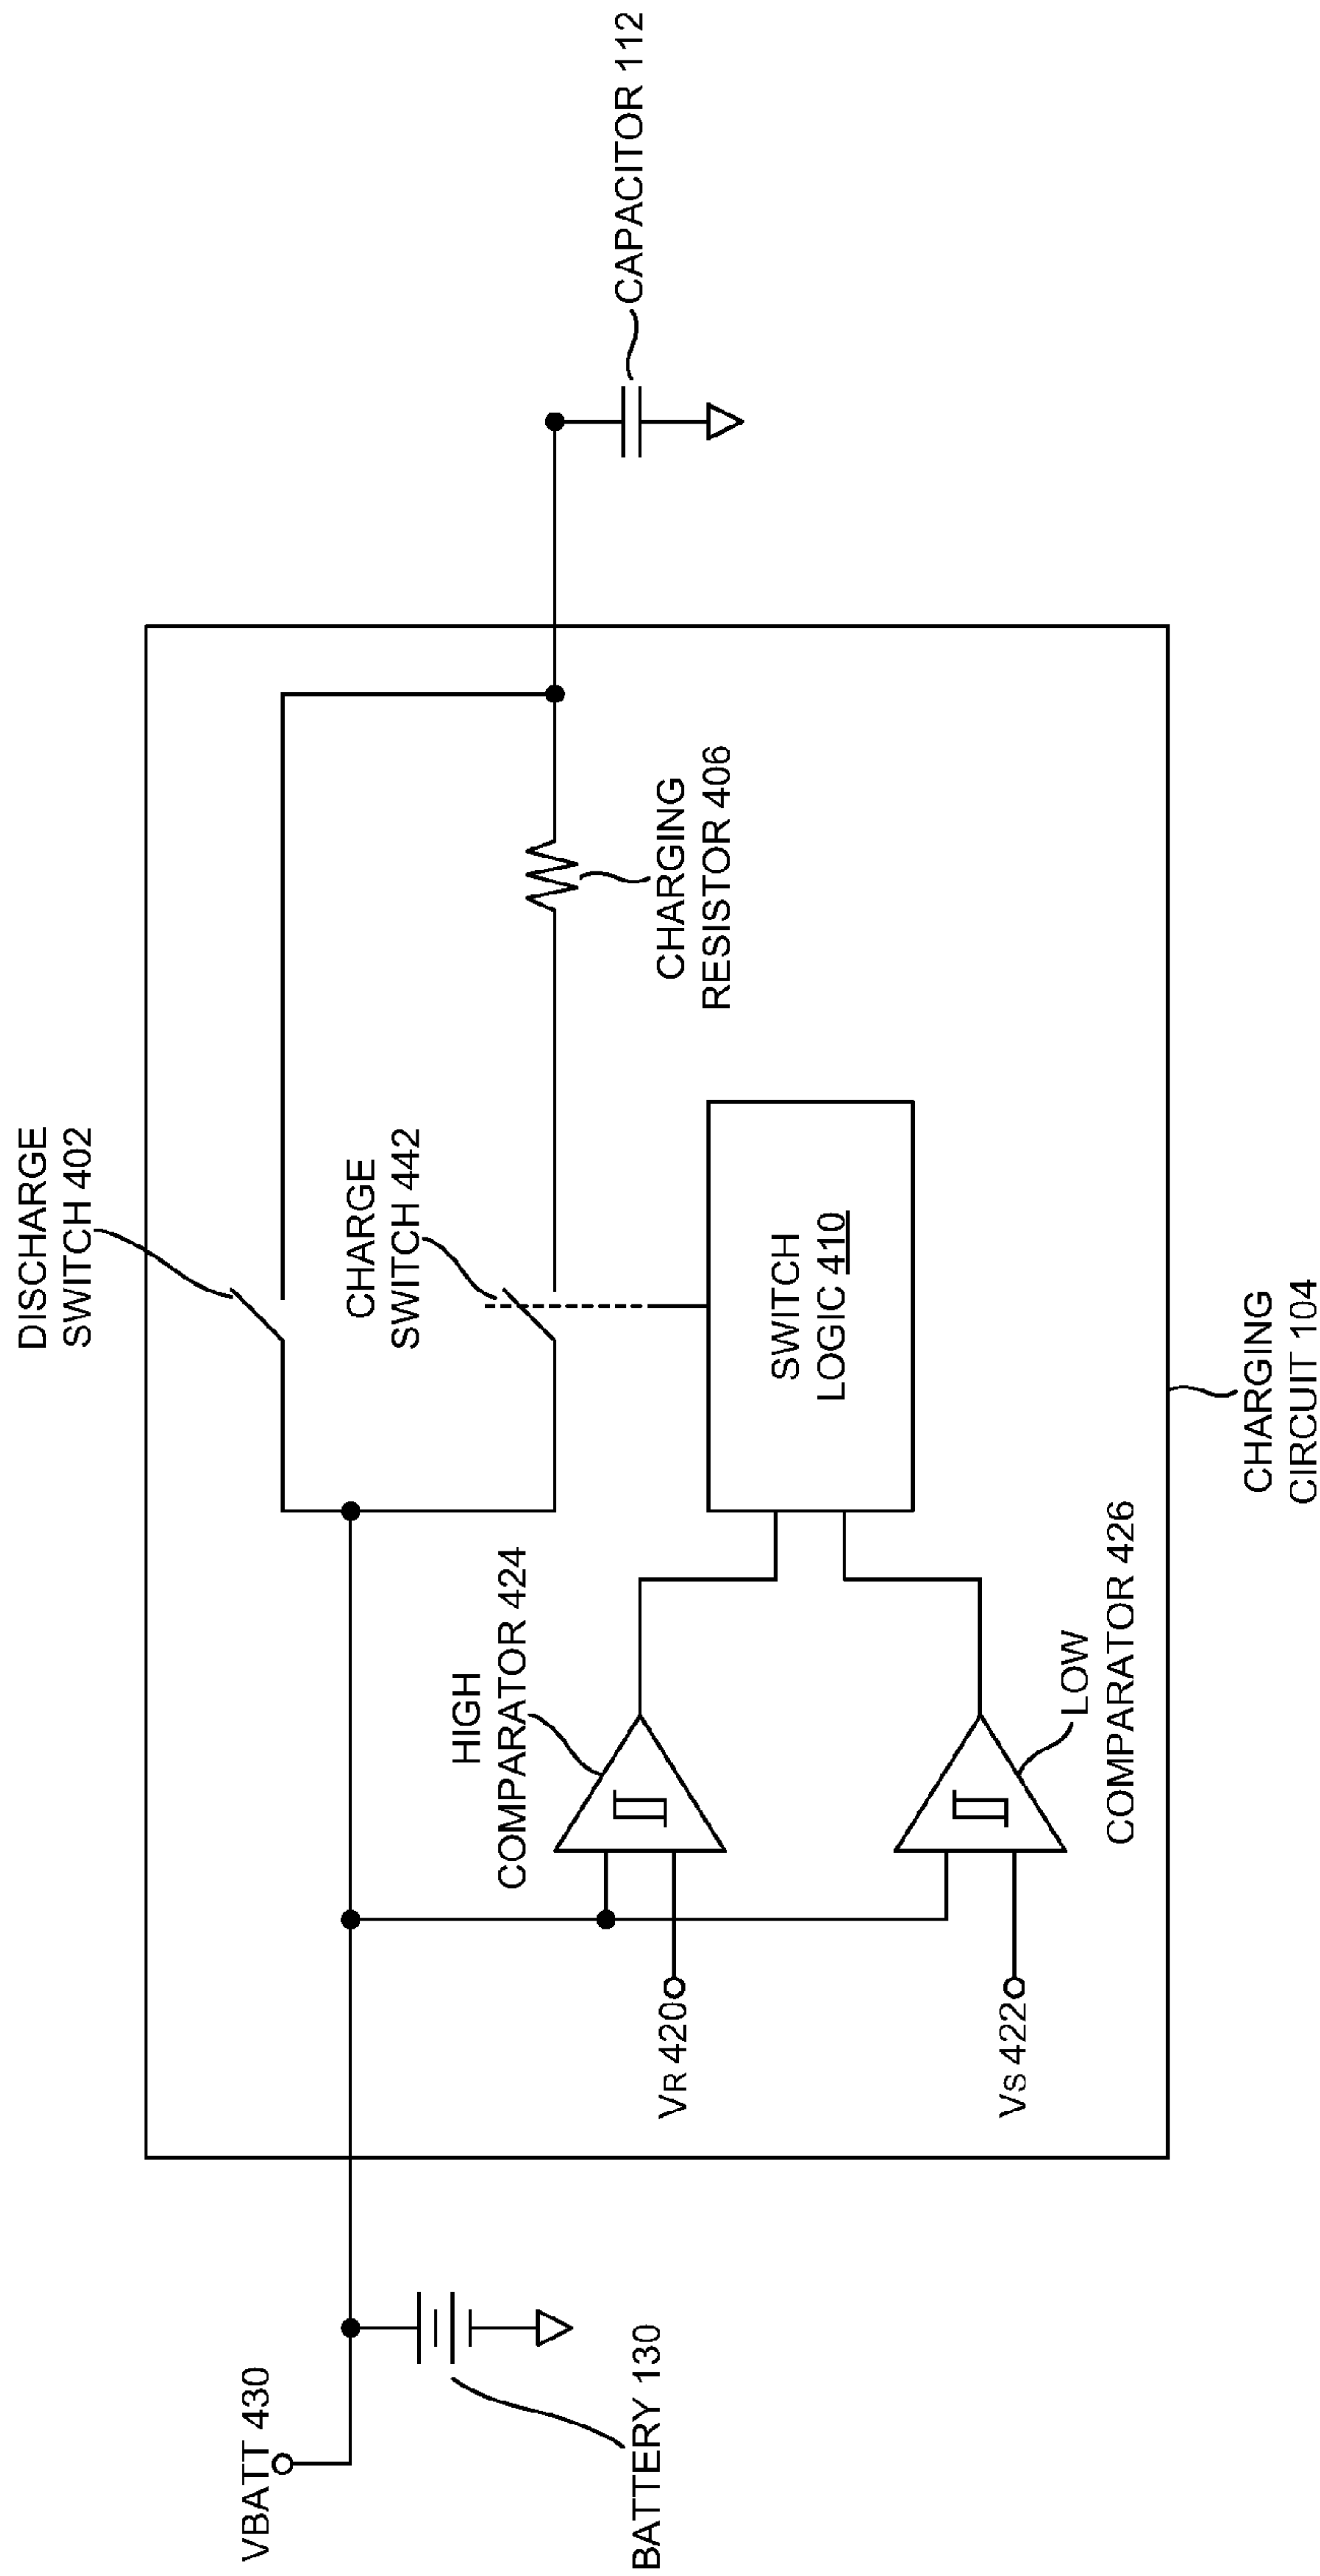 DISCHARGE
SWITCH 402
CHARGE
SWITCH 442
CAPACITOR 112
CHARGING
RESISTOR 406
SWITCH
LOGIC 410
HIGH
COMPARATOR 424
LOW
COMPARATOR 426
VR 420
VS 422
VBATT 430
BATTERY 130
CHARGING
CIRCUIT 104